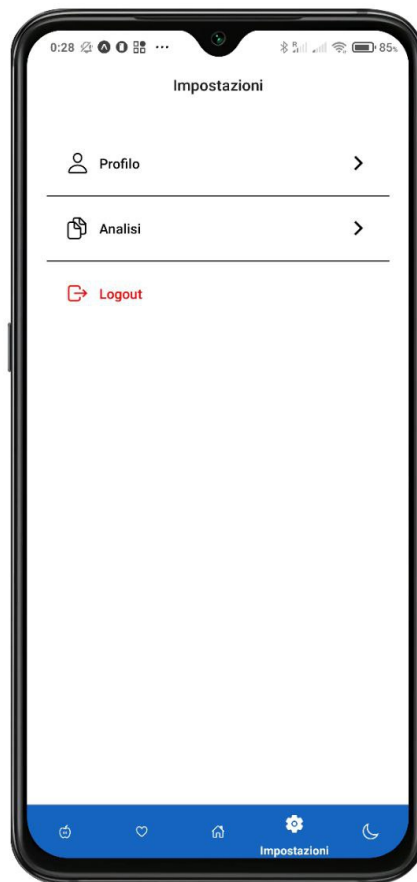 0:28 ... R 85%
Impostazioni
Profilo
Analisi
Logout
Impostazioni